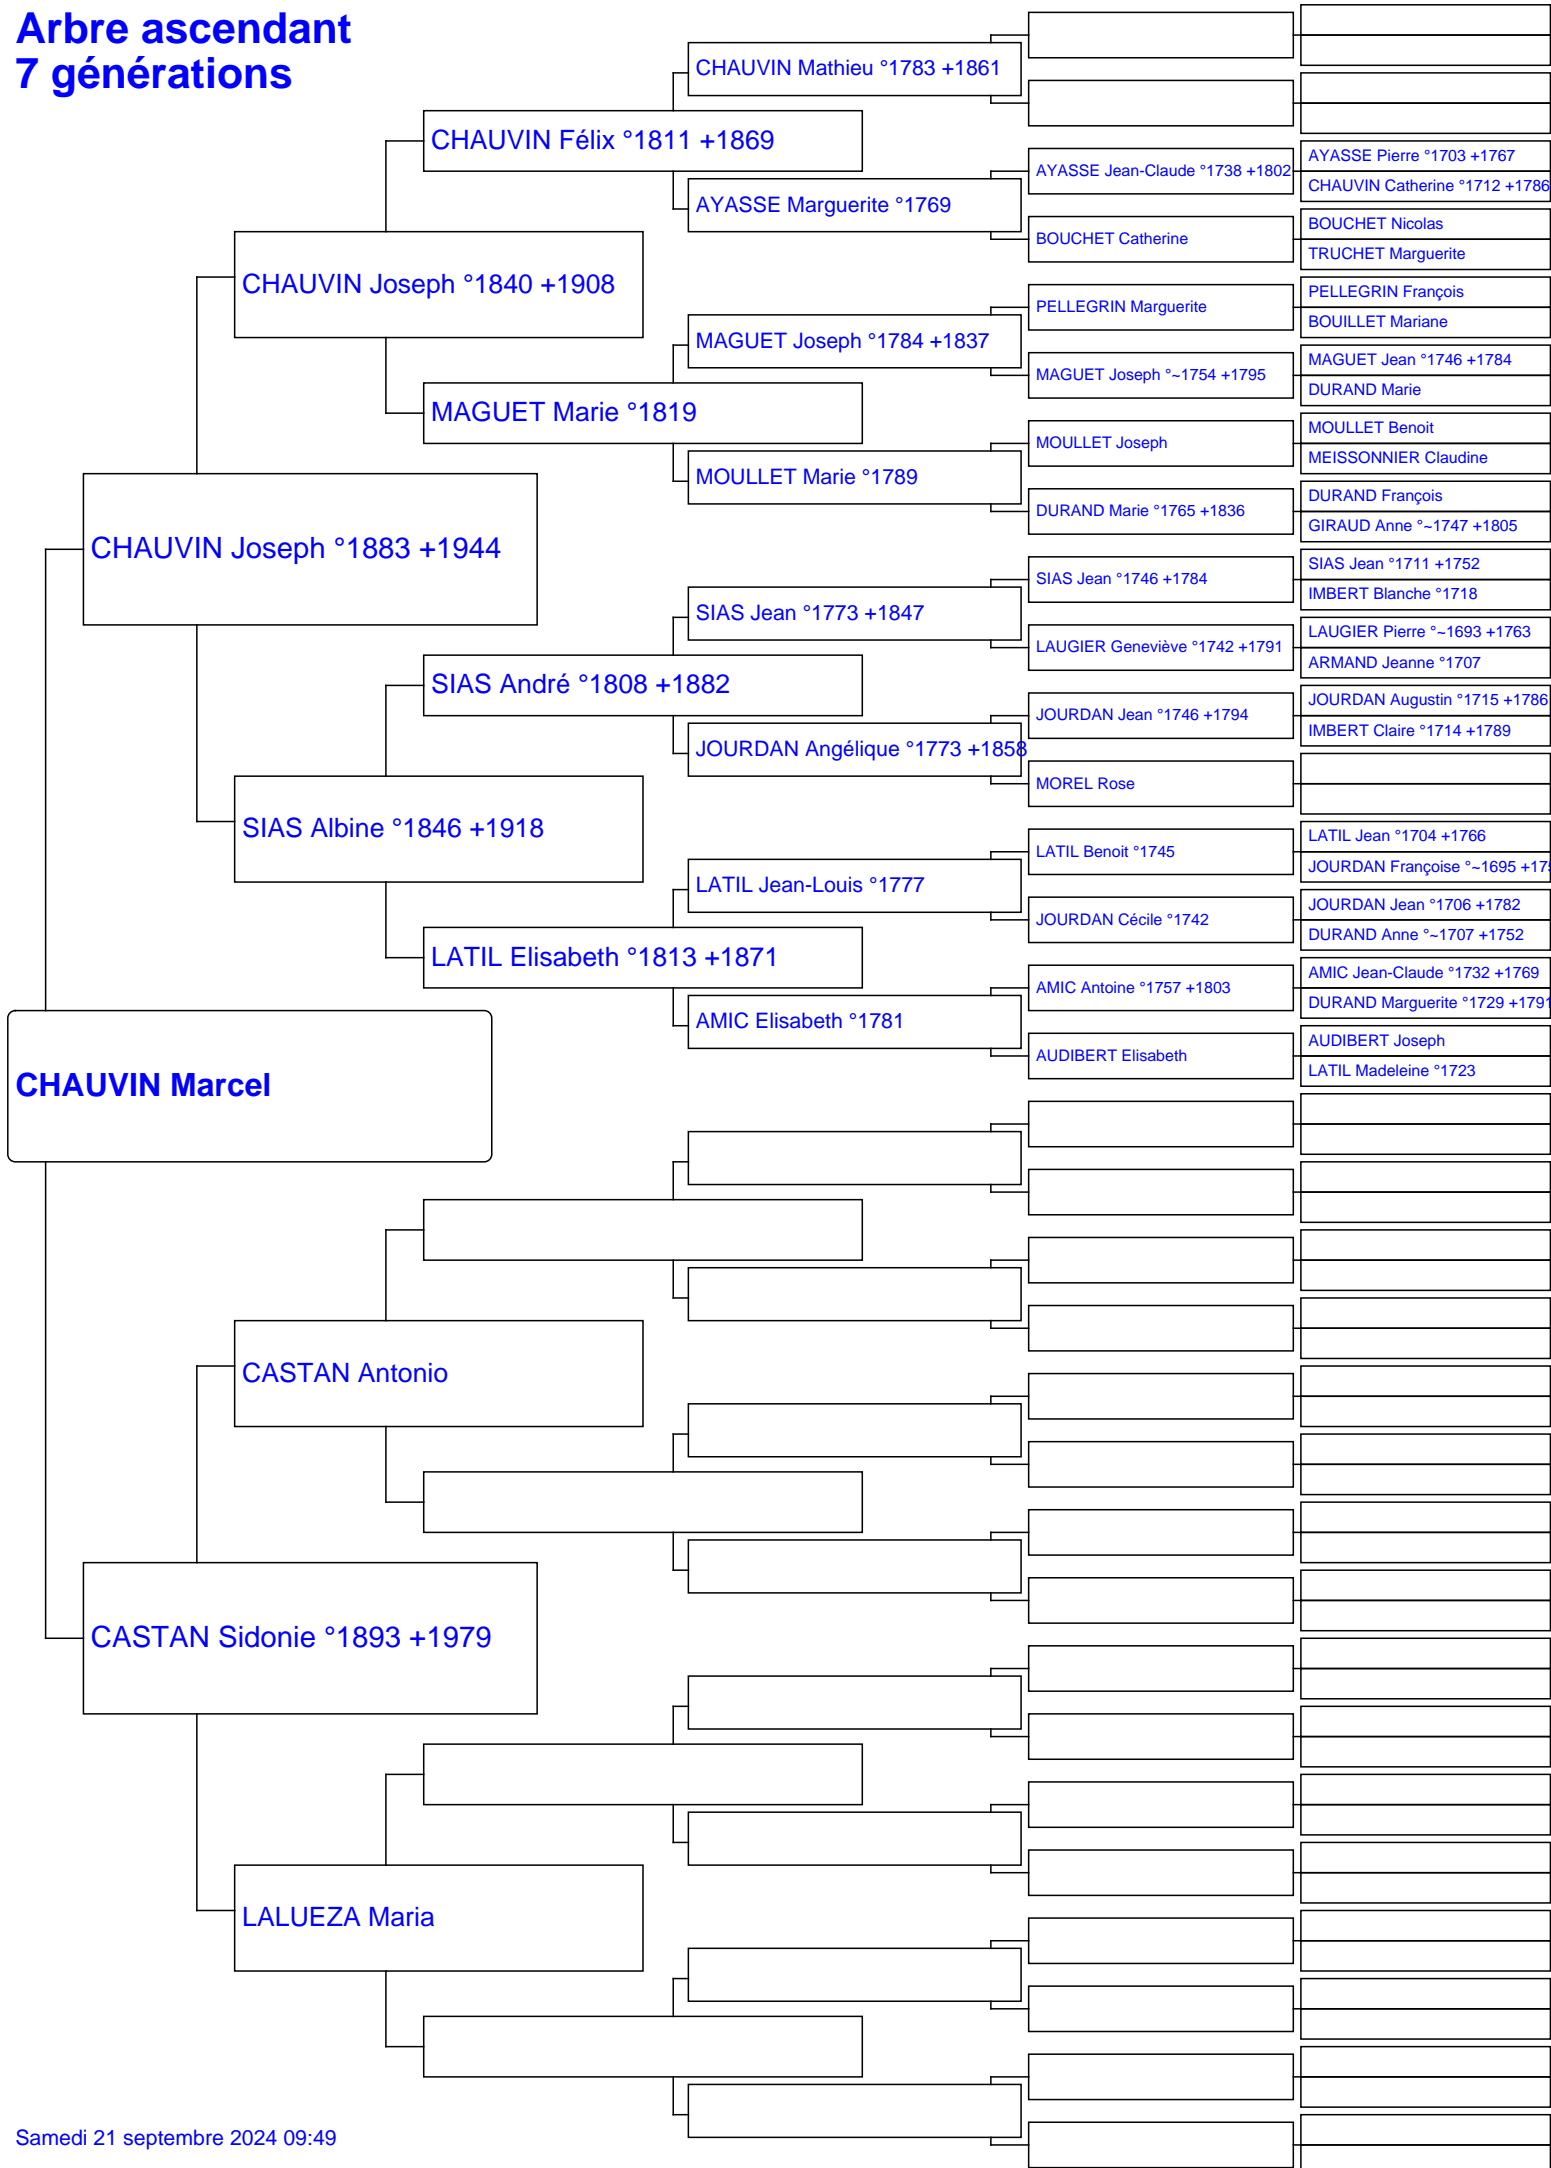 Arbre ascendant
7 générations
CHAUVIN Marcel
CHAUVIN Joseph °1883 +1944
CASTAN Sidonie °1893 +1979
CHAUVIN Joseph °1840 +1908
SIAS Albine °1846 +1918
CASTAN Antonio
LALUEZA Maria
CHAUVIN Félix °1811 +1869
MAGUET Marie °1819
SIAS André °1808 +1882
LATIL Elisabeth °1813 +1871
CHAUVIN Mathieu °1783 +1861
AYASSE Marguerite °1769
MAGUET Joseph °1784 +1837
MOULLET Marie °1789
SIAS Jean °1773 +1847
JOURDAN Angélique °1773 +1858
LATIL Jean-Louis °1777
AMIC Elisabeth °1781
AYASSE Jean-Claude °1738 +1802
BOUCHET Catherine
PELLEGRIN Marguerite
MAGUET Joseph °~1754 +1795
MOULLET Joseph
DURAND Marie °1765 +1836
SIAS Jean °1746 +1784
LAUGIER Geneviève °1742 +1791
JOURDAN Jean °1746 +1794
MOREL Rose
LATIL Benoit °1745
JOURDAN Cécile °1742
AMIC Antoine °1757 +1803
AUDIBERT Elisabeth
AYASSE Pierre °1703 +1767
CHAUVIN Catherine °1712 +1786
BOUCHET Nicolas
TRUCHET Marguerite
PELLEGRIN François
BOUILLET Mariane
MAGUET Jean °1746 +1784
DURAND Marie
MOULLET Benoit
MEISSONNIER Claudine
DURAND François
GIRAUD Anne °~1747 +1805
SIAS Jean °1711 +1752
IMBERT Blanche °1718
LAUGIER Pierre °~1693 +1763
ARMAND Jeanne °1707
JOURDAN Augustin °1715 +1786
IMBERT Claire °1714 +1789
LATIL Jean °1704 +1766
JOURDAN Françoise °~1695
JOURDAN Jean °1706 +1782
DURAND Anne °~1707 +1752
AMIC Jean-Claude °1732 +1769
DURAND Marguerite °1729 +1791
AUDIBERT Joseph
LATIL Madeleine °1723
Samedi 21 septembre 2024 09:49